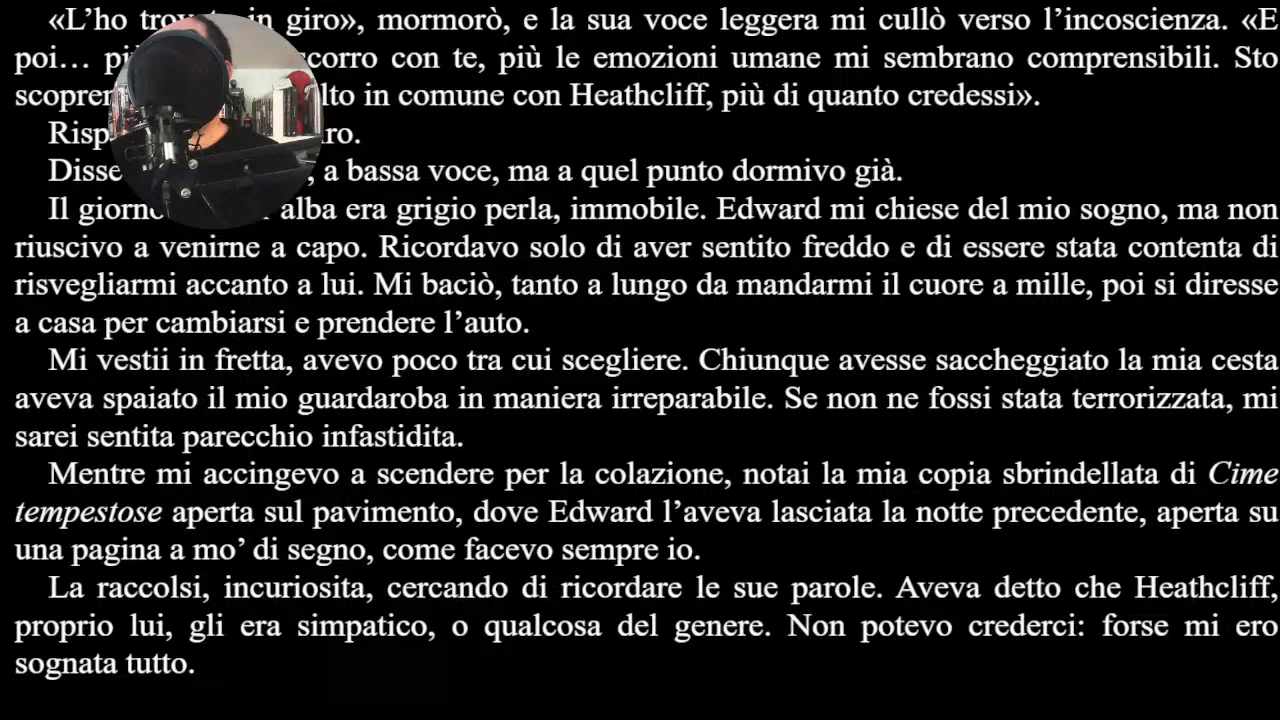 «L’ho in giro», mormorò, e la sua voce leggera mi cullò verso l’incoscienza. «E
poi… con te, più le emozioni umane mi sembrano comprensibili. Sto
in comune con Heathcliff, più di quanto credessi».
Disse , a bassa voce, ma a quel punto dormivo già.
Il alba era grigio perla, immobile. Edward mi chiese del mio sogno, ma non
riuscivo a venirne a capo. Ricordavo solo di aver sentito freddo e di essere stata contenta di
risvegliarmi accanto a lui. Mi baciò, tanto a lungo da mandarmi il cuore a mille, poi si diresse
a casa per cambiarsi e prendere l’auto.
Mi vestii in fretta, avevo poco tra cui scegliere. Chiunque avesse saccheggiato la mia cesta
aveva spaiato il mio guardaroba in maniera irreparabile. Se non ne fossi stata terrorizzata, mi
sarei sentita parecchio infastidita.
Mentre mi accingevo a scendere per la colazione, notai la mia copia sbrindellata di Cime
tempestose aperta sul pavimento, dove Edward l’aveva lasciata la notte precedente, aperta su
una pagina a mo’ di segno, come facevo sempre io.
La raccolsi, incuriosita, cercando di ricordare le sue parole. Aveva detto che Heathcliff,
proprio lui, gli era simpatico, o qualcosa del genere. Non potevo crederci: forse mi ero
sognata tutto.